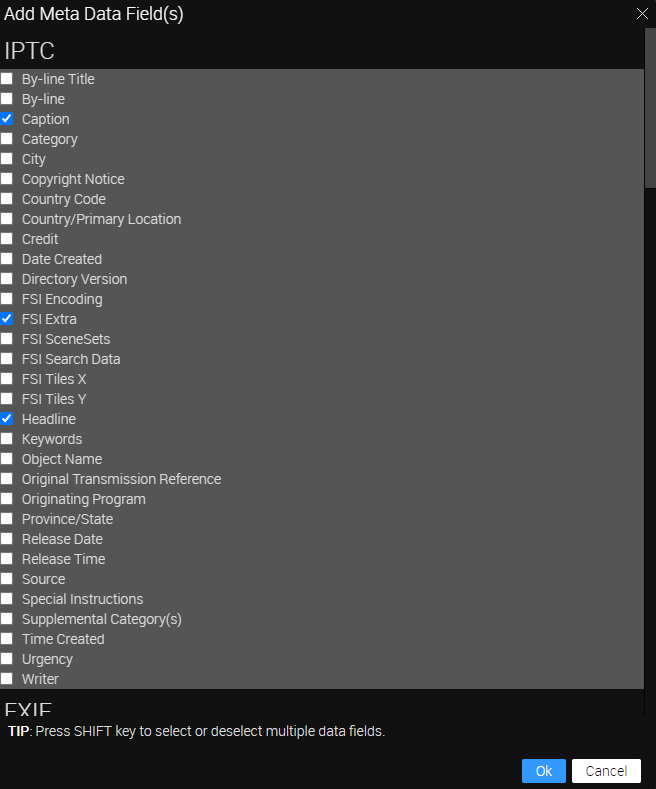 Add Meta Data Field(s)
IPTC
By-line Title
By-line
Caption
Category
City
Copyright Notice
Country Code
Country/Primary Location
Credit
Date Created
Directory Version
FSI Encoding
FSI Extra
FSI SceneSets
FSI Search Data
FSI Tiles X
FSI Tiles Y
Headline
Keywords
Object Name
Original Transmission Reference
Originating Program
Province/State
Release Date
Release Time
Source
Special Instructions
Supplemental Category(s)
Time Created
Urgency
Writer
EXIF
TIP: Press SHIFT key to select or deselect multiple data fields.
Ok Cancel